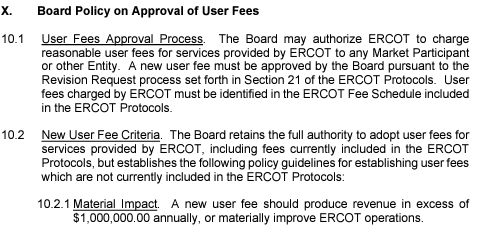 X. Board Policy on Approval of User Fees
10.1 User Fees Approval Process. The Board may authorize ERCOT to charge
reasonable user fees for services provided by ERCOT to any Market Participant
or other Entity. A new user fee must be approved by the Board pursuant to the
Revision Request process set forth in Section 21 of the ERCOT Protocols. User
fees charged by ERCOT must be identified in the ERCOT Fee Schedule included
in the ERCOT Protocols.
10.2 New User Fee Criteria. The Board retains the full authority to adopt user fees for
services provided by ERCOT, including fees currently included in the ERCOT
Protocols, but establishes the following policy guidelines for establishing user fees
which are not currently included in the ERCOT Protocols:
10.2.1 Material Impact. A new user fee should produce revenue in excess of
$1,000,000.00 annually, or materially improve ERCOT operations.